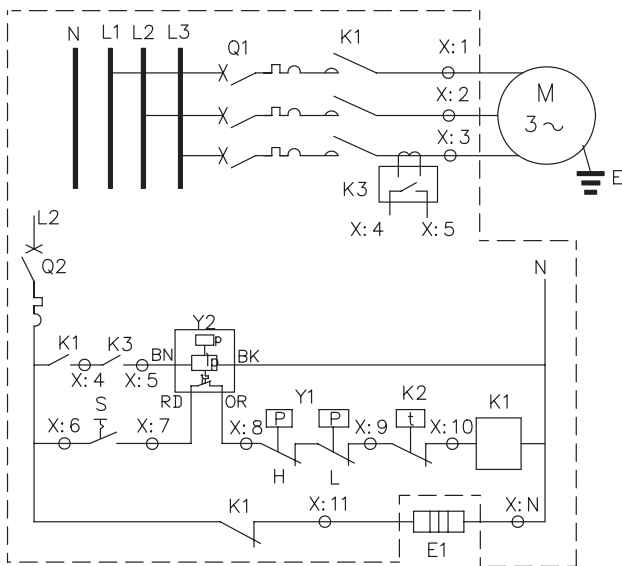 N L1 L2 L3
Q1 K1 X:1
X:2
X:3
M
3~
K3
E
X:4 X:5
L2
Q2
N
Y2
K1 K3 BN P BK
X:4 X:5 P
RD OR
S Y1 K2 K1
X:6 X:7 X:8 P P X:9 t X:10
H L
K1 X:11 X:N
E1